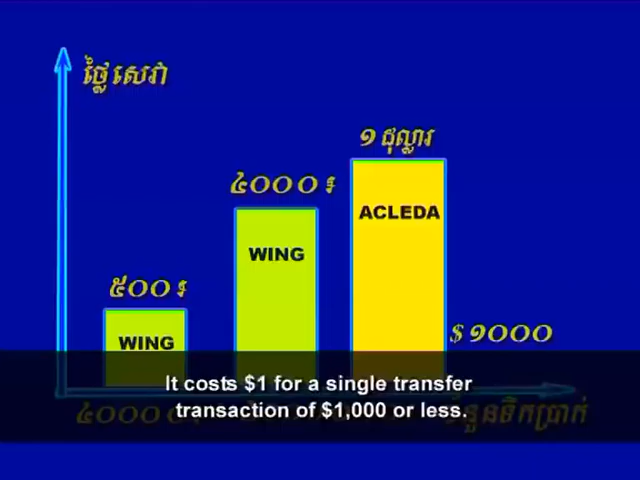 ថ្លៃសេវា
១ដុល្លារ
៤០០០៛
ACLEDA
WING
៥០០៛
WING
$១០០០
It costs $1 for a single transfer
transaction of $1,000 or less.